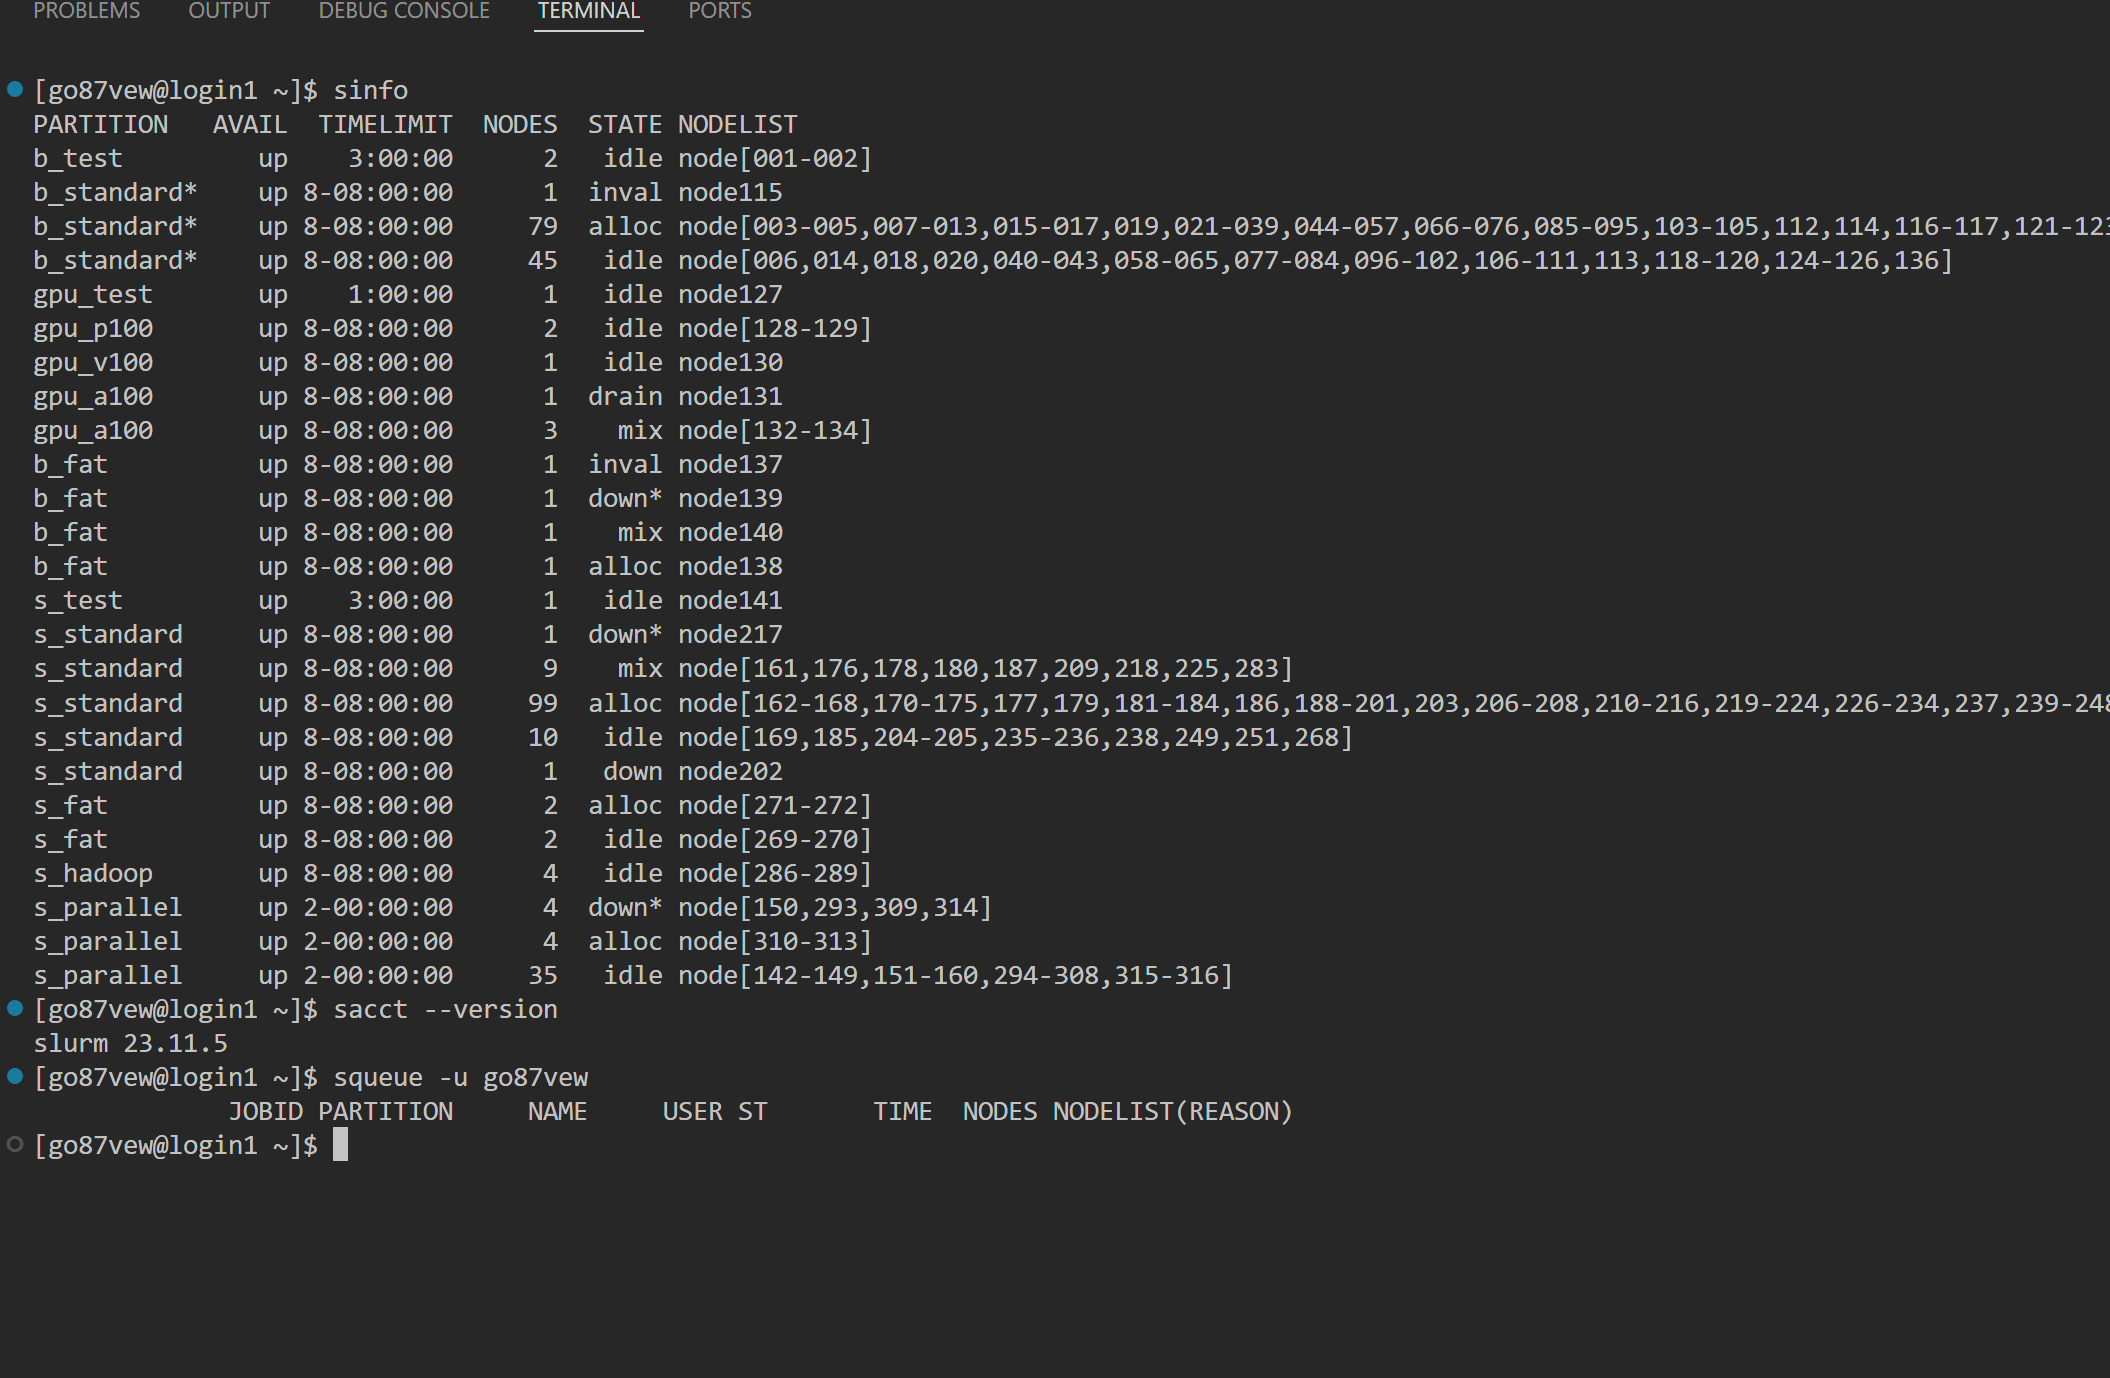 PROBLEMS OUTPUT DEBUG CONSOLE TERMINAL PORTS
[go87vew@login1 ~]$ sinfo
PARTITION AVAIL TIMELIMIT NODES STATE NODELIST
b_test up 3:00:00 2 idle node[001-002]
b_standard* up 8-08:00:00 1 inval node115
b_standard* up 8-08:00:00 79 alloc node[003-005,007-013,015-017,019,021-039,044-057,066-076,085-095,103-105,112,114,116-117,121-123
b_standard* up 8-08:00:00 45 idle node[006,014,018,020,040-043,058-065,077-084,096-102,106-111,113,118-120,124-126,136]
gpu_test up 1:00:00 1 idle node127
gpu_p100 up 8-08:00:00 2 idle node[128-129]
gpu_v100 up 8-08:00:00 1 idle node130
gpu_a100 up 8-08:00:00 1 drain node131
gpu_a100 up 8-08:00:00 3 mix node[132-134]
b_fat up 8-08:00:00 1 inval node137
b_fat up 8-08:00:00 1 down* node139
b_fat up 8-08:00:00 1 mix node140
b_fat up 8-08:00:00 1 alloc node138
s_test up 3:00:00 1 idle node141
s_standard up 8-08:00:00 1 down* node217
s_standard up 8-08:00:00 9 mix node[161,176,178,180,187,209,218,225,283]
s_standard up 8-08:00:00 99 alloc node[162-168,170-175,177,179,181-184,186,188-201,203,206-208,210-216,219-224,226-234,237,239-248
s_standard up 8-08:00:00 10 idle node[169,185,204-205,235-236,238,249,251,268]
s_standard up 8-08:00:00 1 down node202
s_fat up 8-08:00:00 2 alloc node[271-272]
s_fat up 8-08:00:00 2 idle node[269-270]
s_hadoop up 8-08:00:00 4 idle node[286-289]
s_parallel up 2-00:00:00 4 down* node[150,293,309,314]
s_parallel up 2-00:00:00 4 alloc node[310-313]
s_parallel up 2-00:00:00 35 idle node[142-149,151-160,294-308,315-316]
[go87vew@login1 ~]$ sacct --version
slurm 23.11.5
[go87vew@login1 ~]$ squeue -u go87vew
JOBID PARTITION NAME USER ST TIME NODES NODELIST(REASON)
[go87vew@login1 ~]$